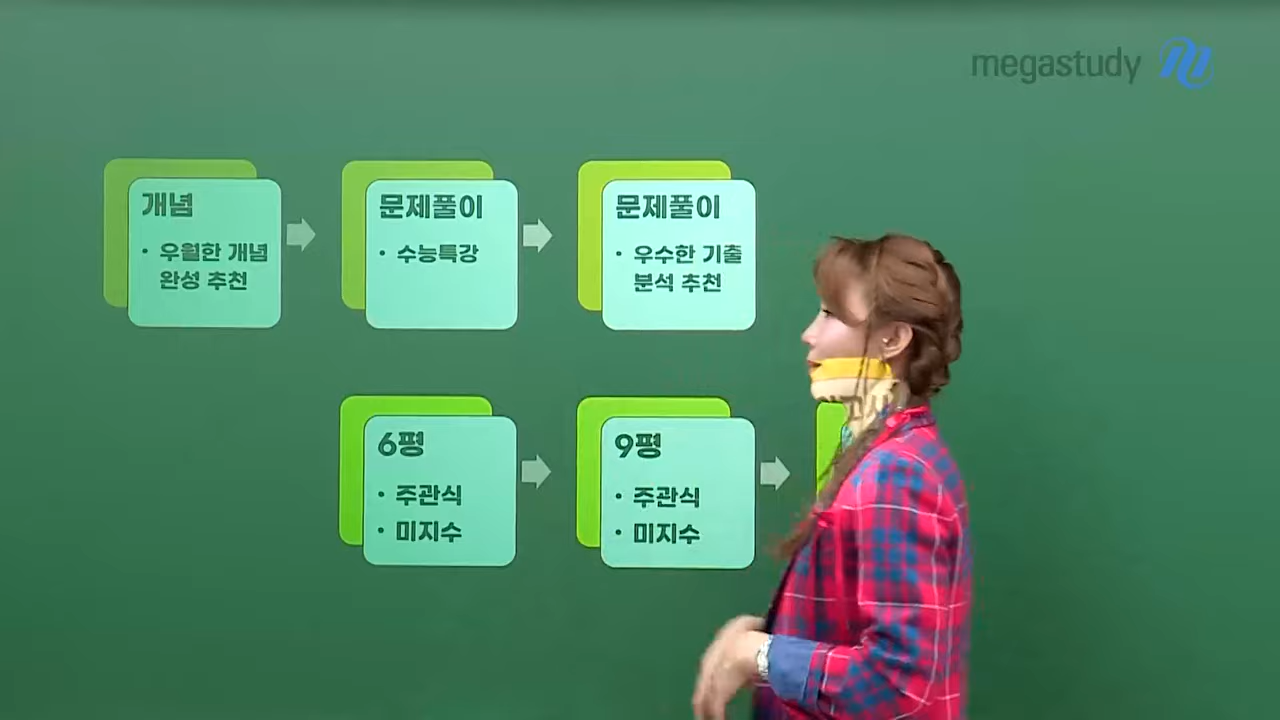 megastudy
개념
• 우월한 개념
완성 추천
문제풀이
• 수능특강
문제풀이
• 우수한 기출
분석 추천
6평
• 주관식
• 미지수
9평
• 주관식
• 미지수